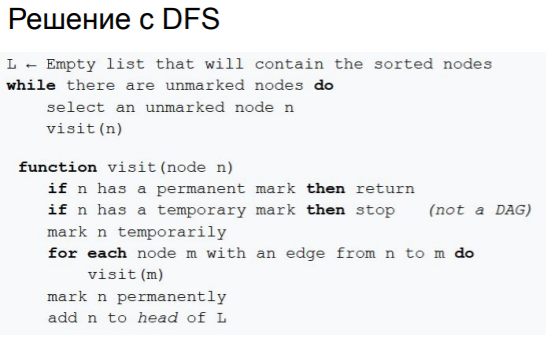 Решение с DFS
L ← Empty list that will contain the sorted nodes
while there are unmarked nodes do
select an unmarked node n
visit(n)
function visit(node n)
if n has a permanent mark then return
if n has a temporary mark then stop (not a DAG)
mark n temporarily
for each node m with an edge from n to m do
visit(m)
mark n permanently
add n to head of L